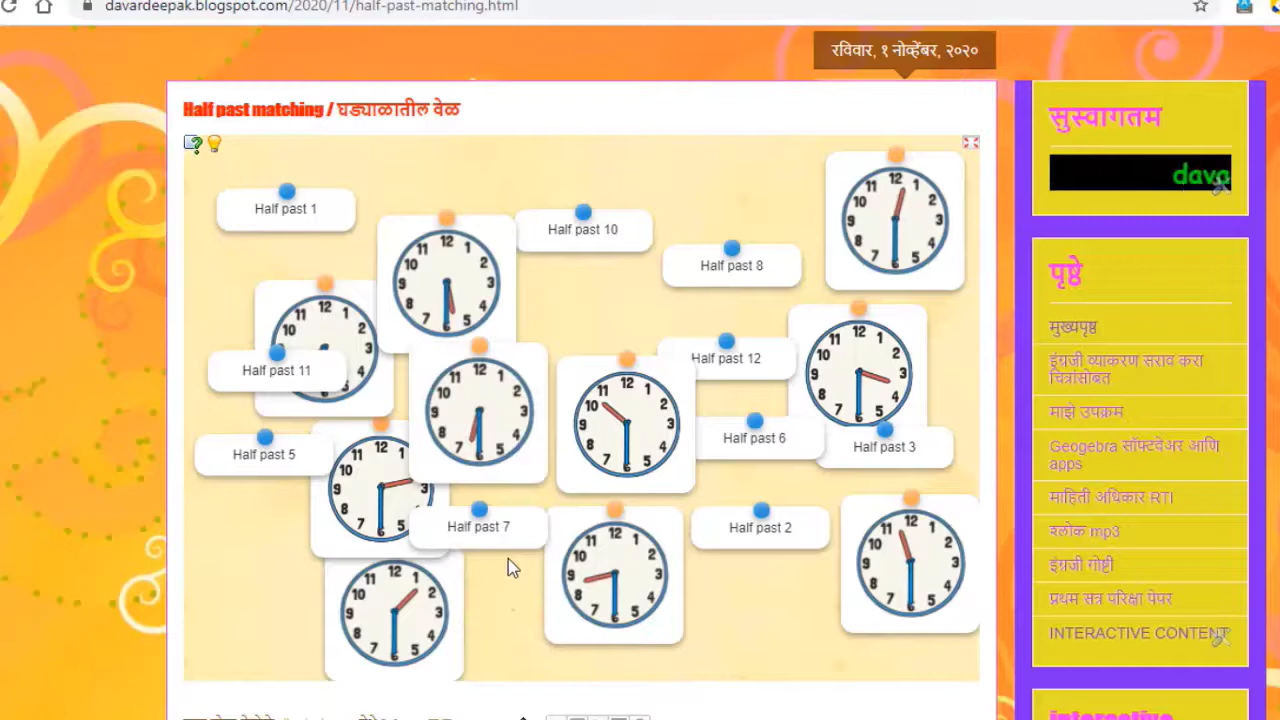 davardeepak.blogspot.com/2020/11/half-past-matching.html
रविवार, १ नोव्हेंबर, २०२०
Half past matching / घड्याळातील वेळ
Half past 1
Half past 10
Half past 8
Half past 11
Half past 12
Half past 5
Half past 6
Half past 3
Half past 7
Half past 2
सुस्वागतम
dava
पृष्ठे
मुख्यपृष्ठ
इंग्रजी व्याकरण सराव करा
चित्रांसोबत
माझे उपक्रम
Geogebra सॉफ्टवेअर आणि
apps
माहिती अधिकार RTI
श्लोक mp3
इंग्रजी गोष्टी
प्रथम सत्र परिक्षा पेपर
INTERACTIVE CONTENT
interactive